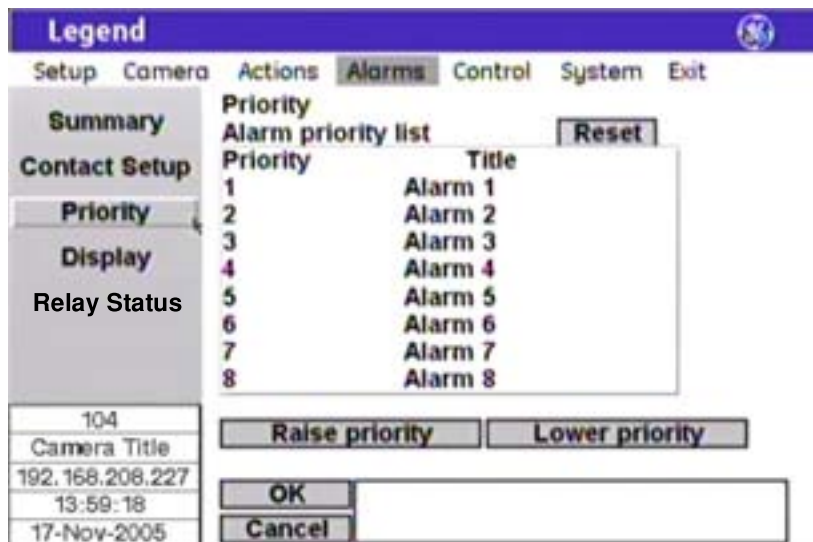 Legend
Setup Camera Actions Alarms Control System Exit
Summary
Contact Setup
Priority
Display
Relay Status
Priority
Alarm priority list Reset
Priority Title
1 Alarm 1
2 Alarm 2
3 Alarm 3
4 Alarm 4
5 Alarm 5
6 Alarm 6
7 Alarm 7
8 Alarm 8
Raise priority Lower priority
104
Camera Title
192.168.208.227
13:59:18
17-Nov-2005
OK
Cancel